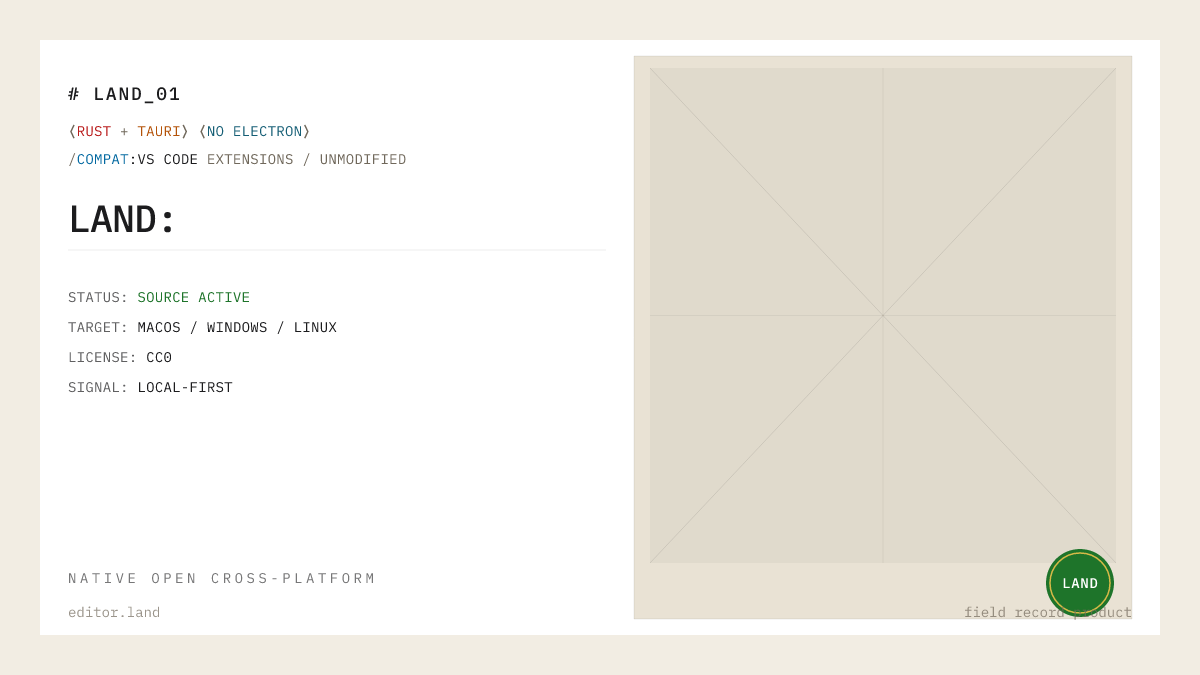 # LAND_01
⟨RUST + TAURI⟩ ⟨NO ELECTRON⟩
/COMPAT:VS CODE EXTENSIONS / UNMODIFIED
LAND:
STATUS: SOURCE ACTIVE
TARGET: MACOS / WINDOWS / LINUX
LICENSE: CC0
SIGNAL: LOCAL-FIRST
NATIVE OPEN CROSS-PLATFORM
editor.land
LAND
field record product